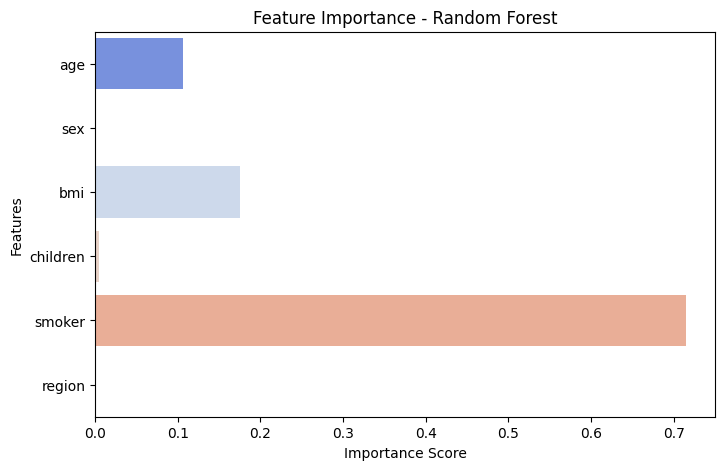 Feature Importance - Random Forest
Features
age
sex
bmi
children
smoker
region
0.0 0.1 0.2 0.3 0.4 0.5 0.6 0.7
Importance Score